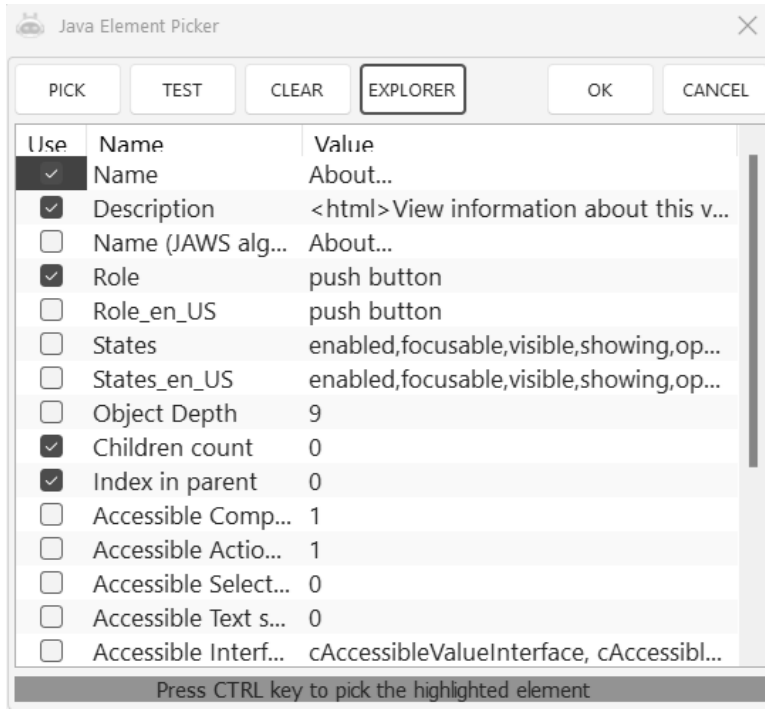 Java Element Picker
PICK TEST CLEAR EXPLORER OK CANCEL
Use Name Value
Name About...
Description <html>View information about this v...
Name (JAWS alg... About...
Role push button
Role_en_US push button
States enabled,focusable,visible,showing,op...
States_en_US enabled,focusable,visible,showing,op...
Object Depth 9
Children count 0
Index in parent 0
Accessible Comp... 1
Accessible Actio... 1
Accessible Select... 0
Accessible Text s... 0
Accessible Interf... cAccessibleValueInterface, cAccessibl...
Press CTRL key to pick the highlighted element